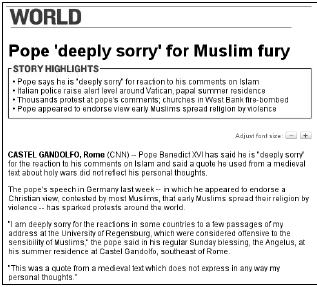 WORLD
Pope 'deeply sorry' for Muslim fury
STORY HIGHLIGHTS
• Pope says he is "deeply sorry" for reaction to his comments on Islam
• Italian police raise alert level around Vatican, papal summer residence
• Thousands protest at pope's comments; churches in West Bank fire-bombed
• Pope appeared to endorse view early Muslims spread religion by violence
Adjust font size: - +
CASTEL GANDOLFO, Rome (CNN) -- Pope Benedict XVI has said he is "deeply sorry"
for the reaction to his comments on Islam and said a quote he used from a medieval
text about holy wars did not reflect his personal thoughts.
The pope's speech in Germany last week -- in which he appeared to endorse a
Christian view, contested by most Muslims, that early Muslims spread their religion by
violence -- has sparked protests around the world.
"I am deeply sorry for the reactions in some countries to a few passages of my
address at the University of Regensburg, which were considered offensive to the
sensibility of Muslims," the pope said in his regular Sunday blessing, the Angelus, at
his summer residence at Castel Gandolfo, southeast of Rome.
"This was a quote from a medieval text which does not express in any way my
personal thoughts."